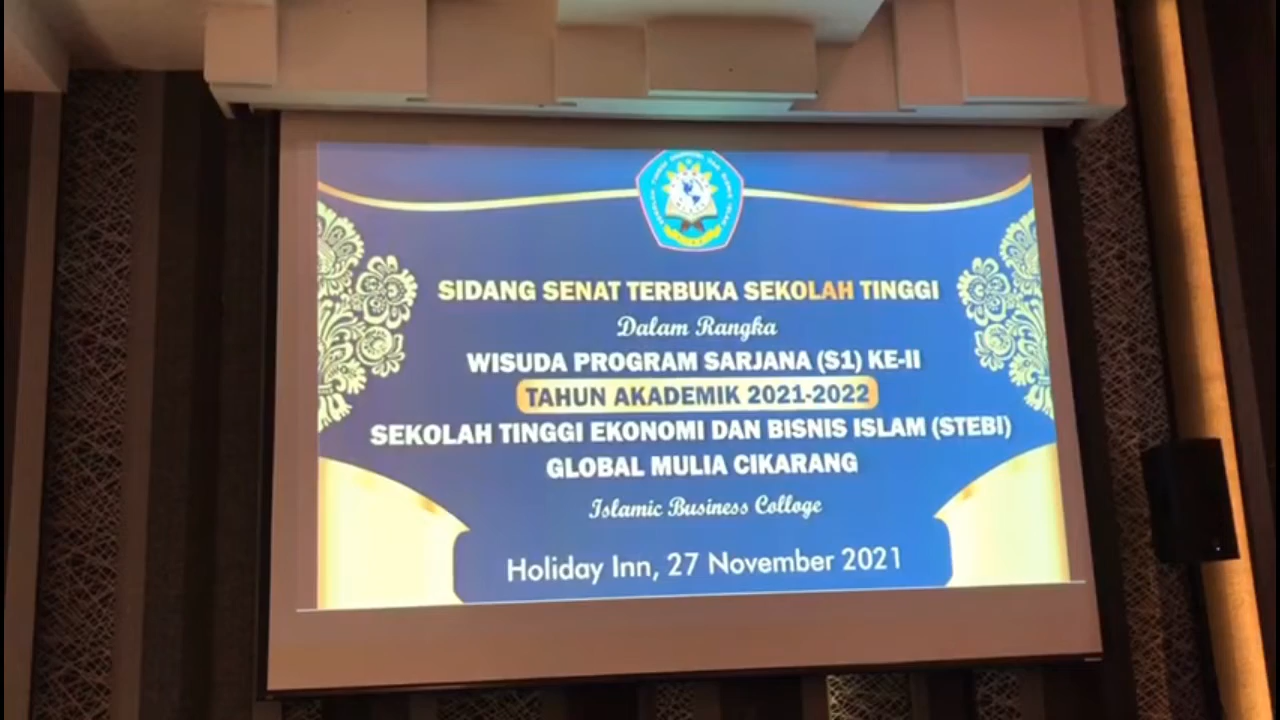 SIDANG SENAT TERBUKA SEKOLAH TINGGI
Dalam Rangka
WISUDA PROGRAM SARJANA (S1) KE-II
TAHUN AKADEMIK 2021-2022
SEKOLAH TINGGI EKONOMI DAN BISNIS ISLAM (STEBI)
GLOBAL MULIA CIKARANG
Islamic Business Colloge
Holiday Inn, 27 November 2021